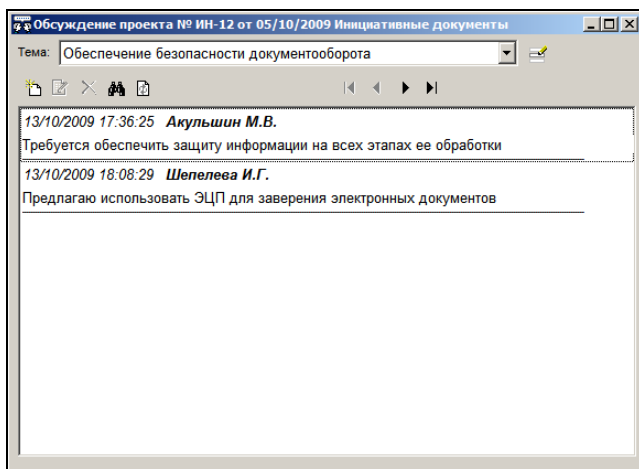 Обсуждение проекта № ИН-12 от 05/10/2009 Инициативные документы
Тема: Обеспечение безопасности документооборота
13/10/2009 17:36:25 Акульшин М.В.
Требуется обеспечить защиту информации на всех этапах ее обработки
13/10/2009 18:08:29 Шепелева И.Г.
Предлагаю использовать ЭЦП для заверения электронных документов